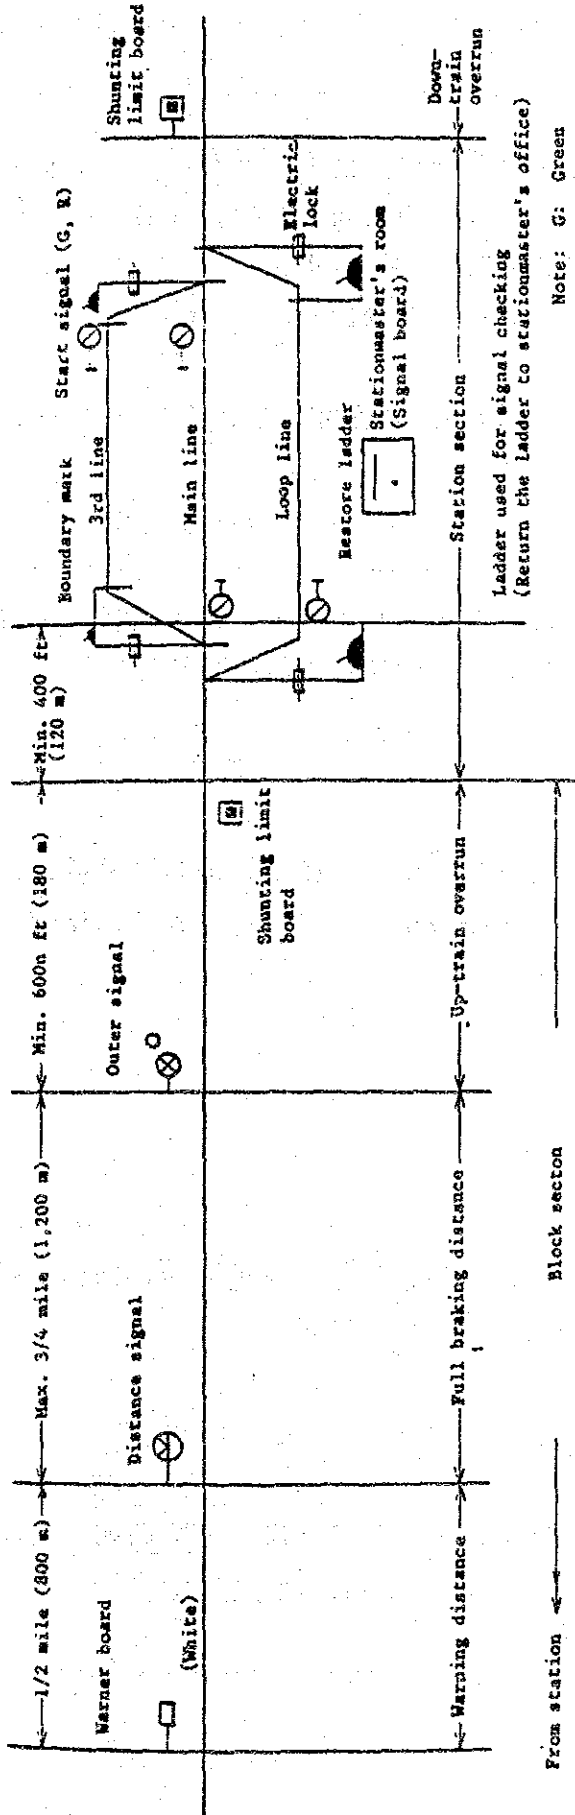 1/2 mile (800 m)
Max. 3/4 mile (1,200 m)
Min. 600n ft (180 m)
Min. 400 ft
(120 m)
Warner board
(White)
Distance signal
Outer signal
Shunting limit
board
Boundary mark
Start signal (G, R)
Shunting
limit board
3rd line
Main line
Loop line
Electric
lock
Restore ladder
Stationmaster's room
(Signal board)
Warning distance
Full braking distance
Up-train overrun
Station section
Down-
train
overrun
Ladder used for signal checking
(Return the ladder to stationmaster's office)
From station
Block secton
Note: G: Green